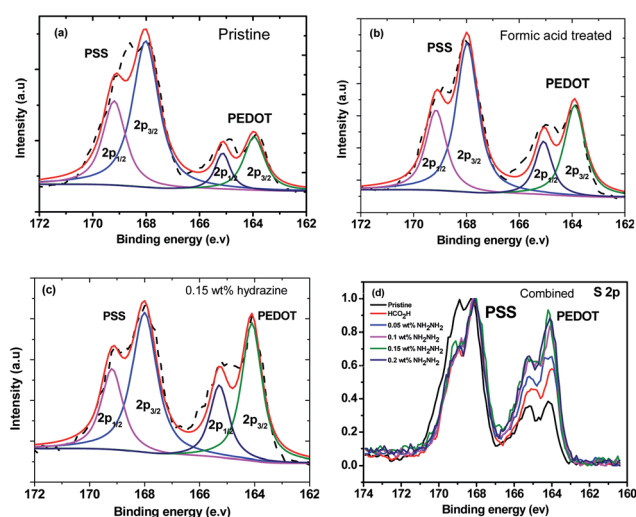 (a)
Pristine
PSS
PEDOT
2p1/2
2p3/2
2p1/2
2p3/2
Intensity (a.u)
172 170 168 166 164 162
Binding energy (e.v)
(b)
Formic acid treated
PSS
PEDOT
2p1/2
2p3/2
2p1/2
2p3/2
Intensity (a.u)
172 170 168 166 164 162
Binding energy (e.v)
(c)
0.15 wt% hydrazine
PSS
PEDOT
2p1/2
2p3/2
2p1/2
2p3/2
Intensity (a.u)
172 170 168 166 164 162
Binding energy (e.v)
(d)
Combined
S 2p
Pristine
HCO2H
0.05 wt% NH2NH2
0.1 wt% NH2NH2
0.15 wt% NH2NH2
0.2 wt% NH2NH2
PSS
PEDOT
1.0
0.8
0.6
0.4
0.2
0.0
174 172 170 168 166 164 162 160
Binding energy (ev)